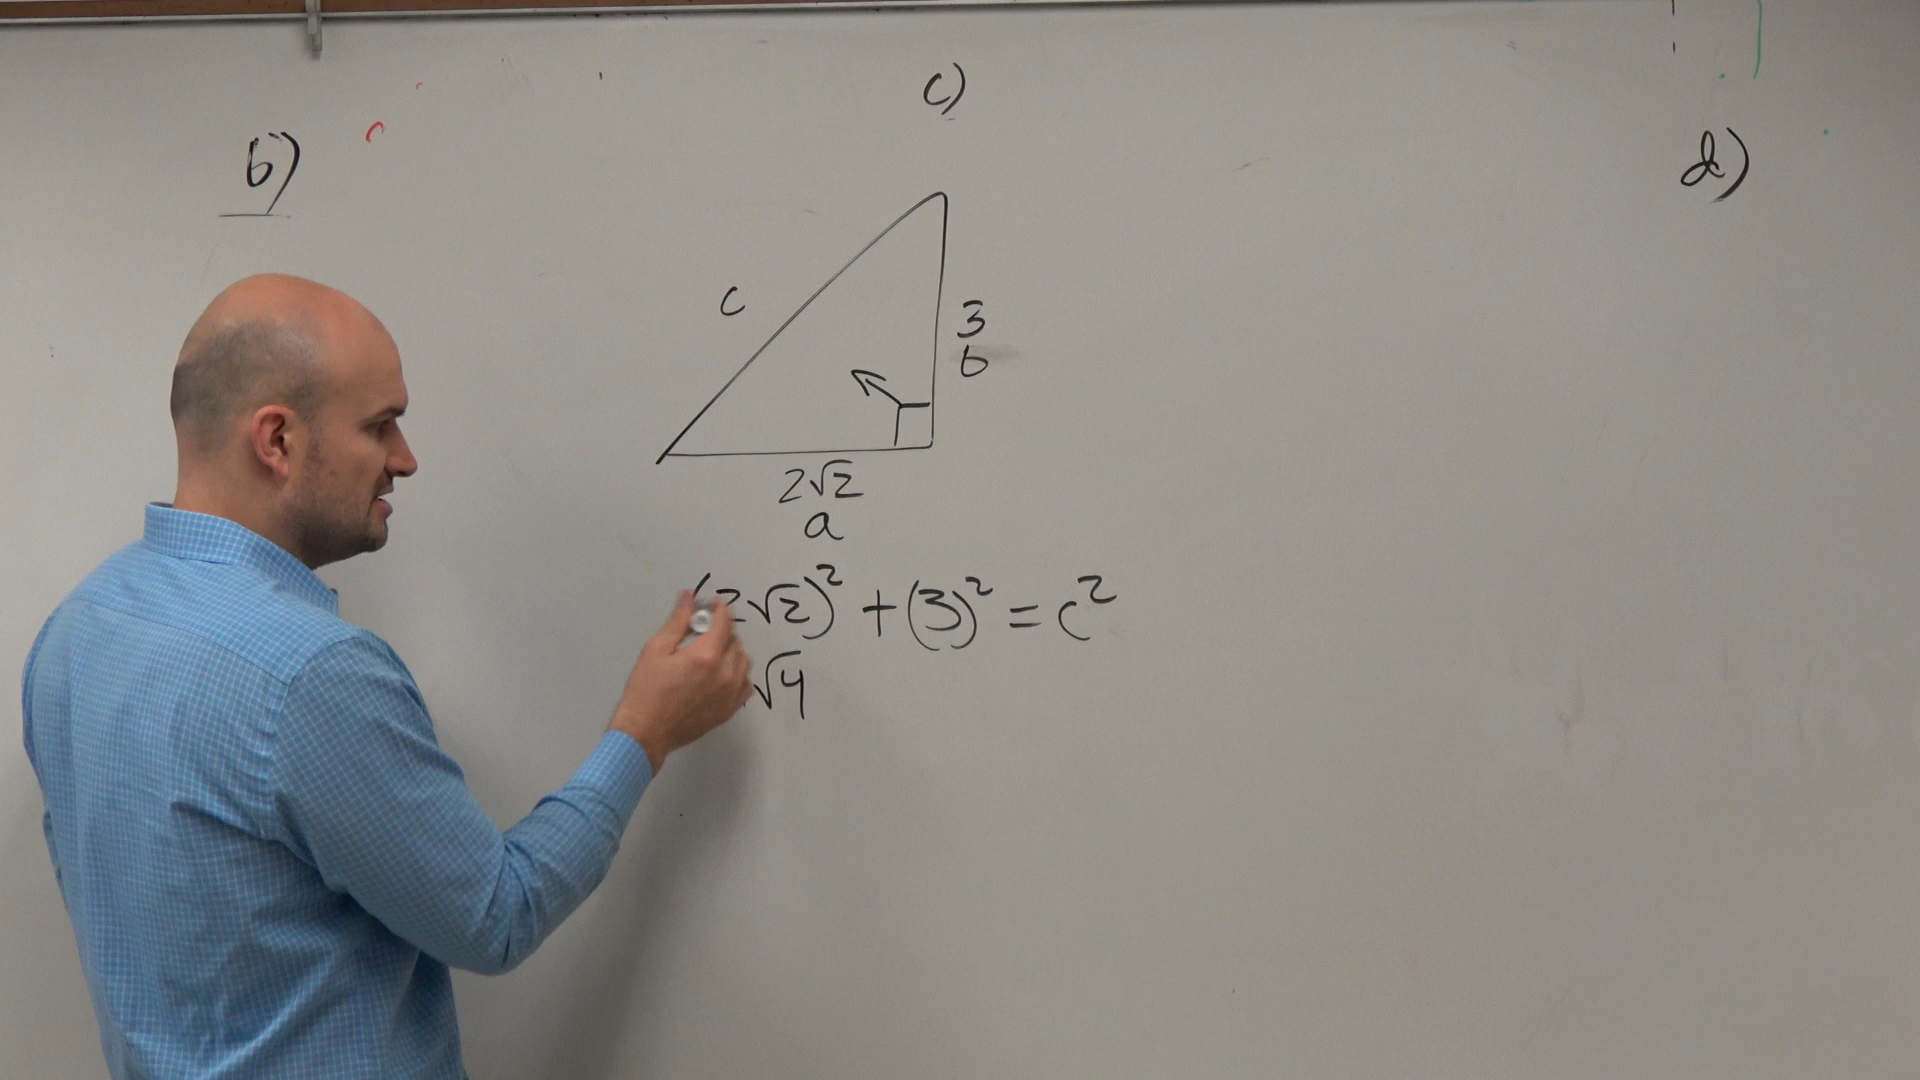 c)
b)
d)
c
3
b
2√2
a
(2√2)² + (3)² = c²
√4